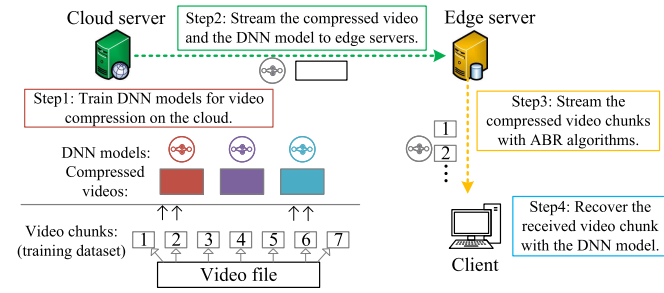 Cloud server
Step2: Stream the compressed video
and the DNN model to edge servers.
Edge server
Step1: Train DNN models for video
compression on the cloud.
Step3: Stream the
compressed video chunks
with ABR algorithms.
1
2
DNN models:
Compressed
videos:
Step4: Recover the
received video chunk
with the DNN model.
Video chunks:
(training dataset)
1 2 3 4 5 6 7
Video file
Client